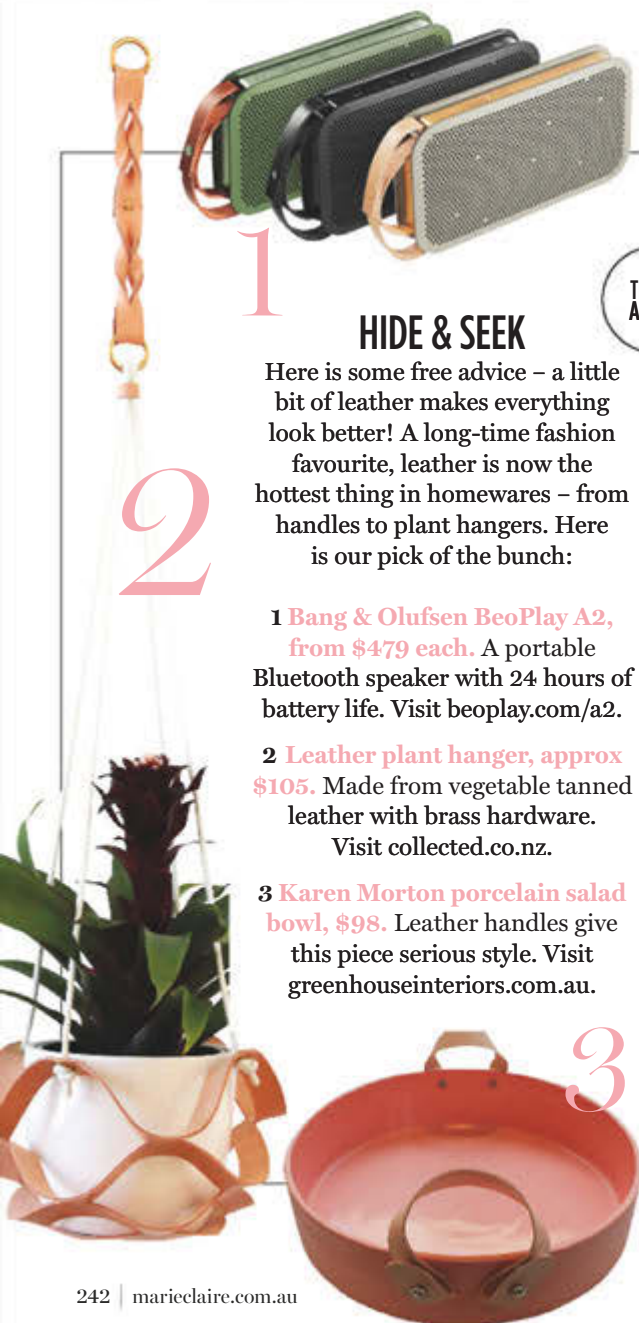 1
T
A
HIDE & SEEK
Here is some free advice – a little
bit of leather makes everything
look better! A long-time fashion
favourite, leather is now the
hottest thing in homewares – from
handles to plant hangers. Here
is our pick of the bunch:
2
1 Bang & Olufsen BeoPlay A2,
from $479 each. A portable
Bluetooth speaker with 24 hours of
battery life. Visit beoplay.com/a2.
2 Leather plant hanger, approx
$105. Made from vegetable tanned
leather with brass hardware.
Visit collected.co.nz.
3 Karen Morton porcelain salad
bowl, $98. Leather handles give
this piece serious style. Visit
greenhouseinteriors.com.au.
3
242 | marieclaire.com.au